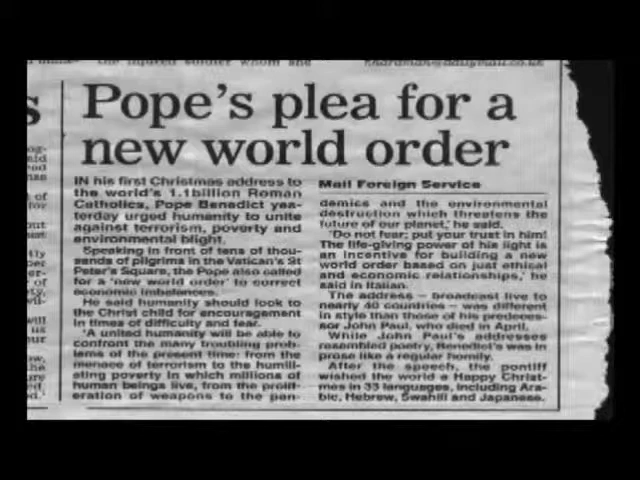 the injured soldier whom she
Pope's plea for a
new world order
IN his first Christmas address to
the world's 1.1billion Roman
Catholics, Pope Benedict yes-
terday urged humanity to unite
against terrorism, poverty and
environmental blight.
Speaking in front of tens of thou-
sands of pilgrims in the Vatican's St
Peter's Square, the Pope also called
for a 'new world order' to correct
economic imbalances.
He said humanity should look to
the Christ child for encouragement
in times of difficulty and fear.
'A united humanity will be able to
confront the many troubling prob-
lems of the present time: from the
menace of terrorism to the humili-
ating poverty in which millions of
human beings live, from the prolif-
eration of weapons to the pan-
Mail Foreign Service
demics and the environmental
destruction which threatens the
future of our planet,' he said.
'Do not fear; put your trust in him!
The life-giving power of his light is
an incentive for building a new
world order based on just ethical
and economic relationships,' he
said in Italian.
The address – broadcast live to
nearly 40 countries – was different
in style than those of his predeces-
sor John Paul, who died in April.
While John Paul's addresses
resembled poetry, Benedict's was in
prose like a regular homily.
After the speech, the pontiff
wished the world a Happy Christ-
mas in 33 languages, including Ara-
bic, Hebrew, Swahili and Japanese.